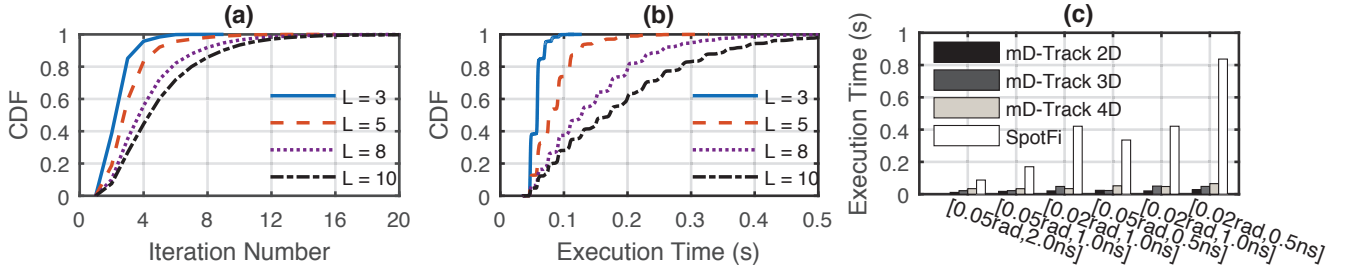 (a)
CDF
1
0.8
0.6
0.4
0.2
0
0 4 8 12 16 20
Iteration Number
L = 3
L = 5
L = 8
L = 10
(b)
CDF
1
0.8
0.6
0.4
0.2
0
0 0.1 0.2 0.3 0.4 0.5
Execution Time (s)
L = 3
L = 5
L = 8
L = 10
(c)
Execution Time (s)
1
0.8
0.6
0.4
0.2
0
mD-Track 2D
mD-Track 3D
mD-Track 4D
SpotFi
[0.05rad,2.0ns]
[0.05rad,1.0ns]
[0.02rad,1.0ns]
[0.05rad,0.5ns]
[0.02rad,1.0ns]
[0.02rad,0.5ns]